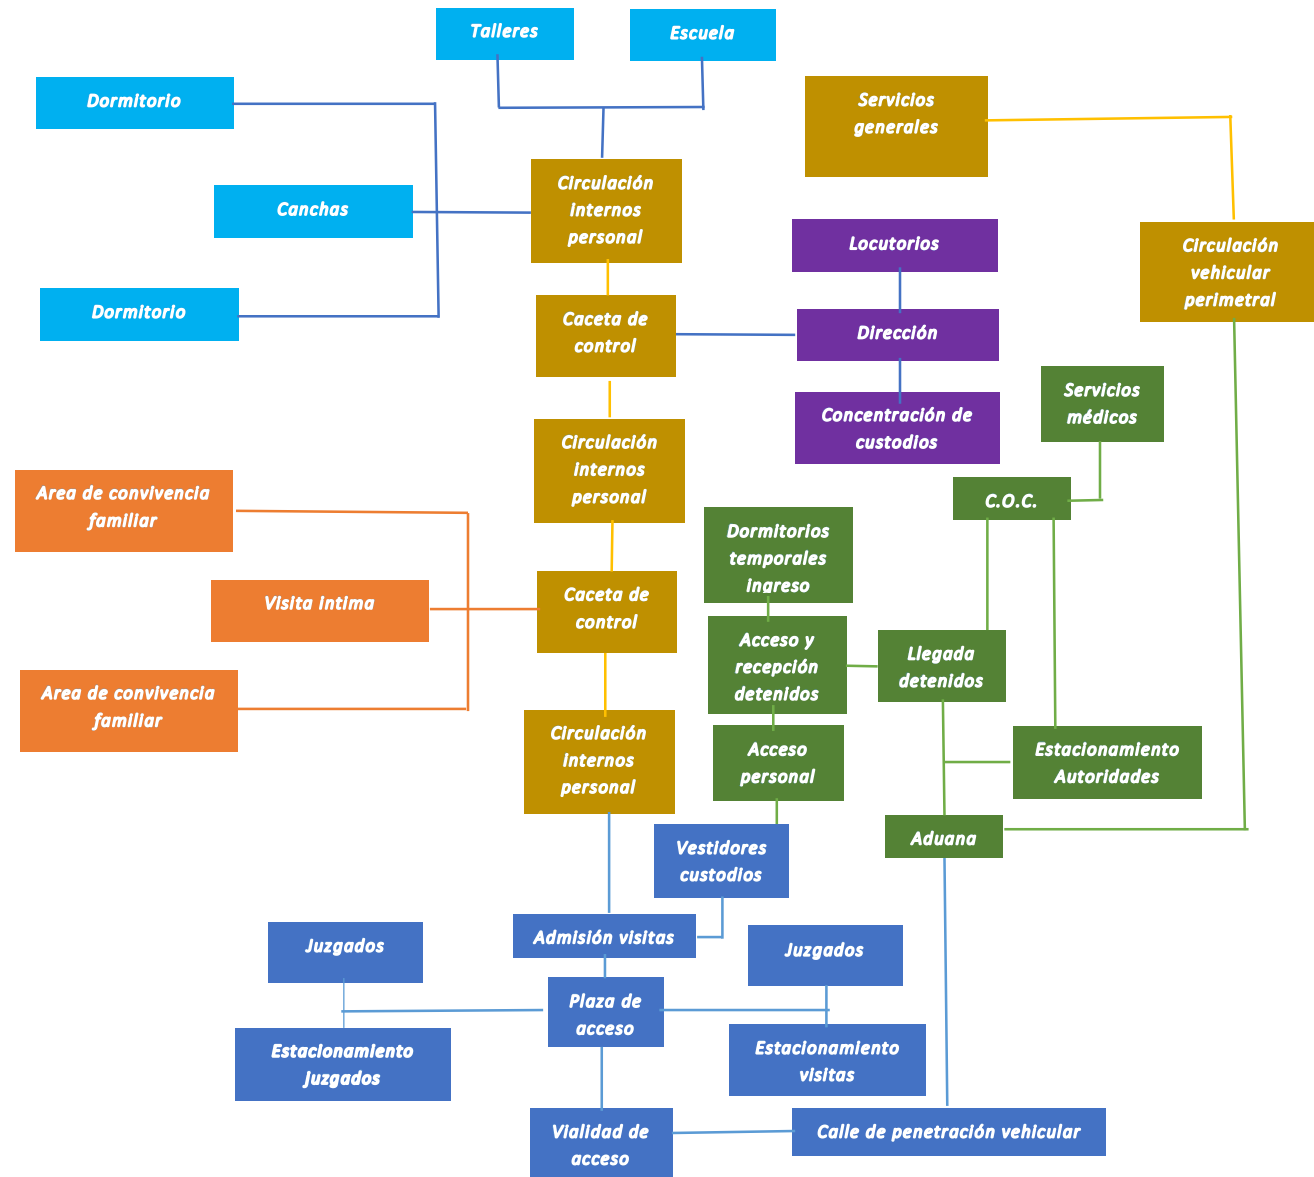 Talleres
Escuela
Dormitorio
Servicios
generales
Circulación
internos
personal
Canchas
Locutorios
Circulación
vehicular
perimetral
Dormitorio
Caceta de
control
Dirección
Servicios
médicos
Concentración de
custodios
Circulación
internos
personal
Area de convivencia
familiar
C.O.C.
Dormitorios
temporales
ingreso
Visita intima
Caceta de
control
Acceso y
recepción
detenidos
Llegada
detenidos
Area de convivencia
familiar
Circulación
internos
personal
Acceso
personal
Estacionamiento
Autoridades
Aduana
Vestidores
custodios
Admisión visitas
Juzgados
Juzgados
Plaza de
acceso
Estacionamiento
Juzgados
Estacionamiento
visitas
Vialidad de
acceso
Calle de penetración vehicular